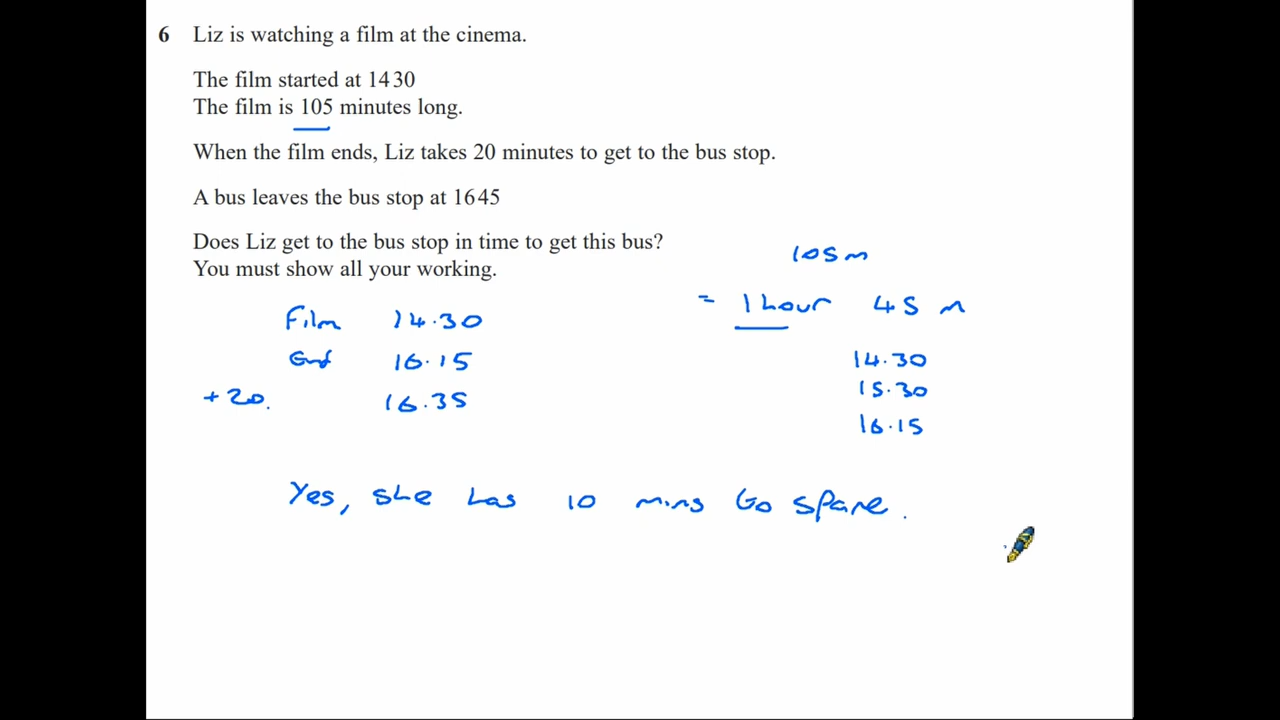 6 Liz is watching a film at the cinema.
The film started at 1430
The film is 105 minutes long.
When the film ends, Liz takes 20 minutes to get to the bus stop.
A bus leaves the bus stop at 1645
Does Liz get to the bus stop in time to get this bus?
You must show all your working.
105 m
= 1 hour 45 m
Film 14.30
End 16.15
+20. 16.35
14.30
15.30
16.15
Yes, she has 10 mins to spare.